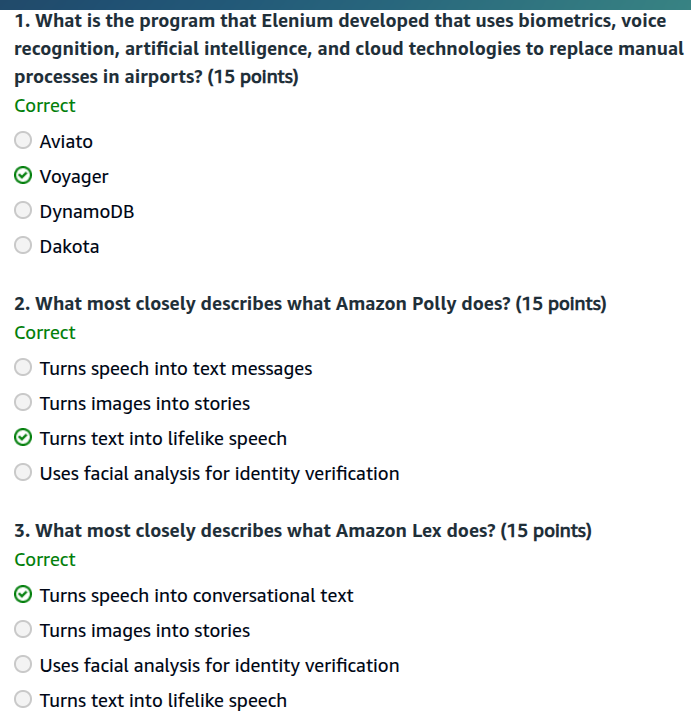 1. What is the program that Elenium developed that uses biometrics, voice
recognition, artificial intelligence, and cloud technologies to replace manual
processes in airports? (15 points)
Correct
Aviato
Voyager
DynamoDB
Dakota
2. What most closely describes what Amazon Polly does? (15 points)
Correct
Turns speech into text messages
Turns images into stories
Turns text into lifelike speech
Uses facial analysis for identity verification
3. What most closely describes what Amazon Lex does? (15 points)
Correct
Turns speech into conversational text
Turns images into stories
Uses facial analysis for identity verification
Turns text into lifelike speech